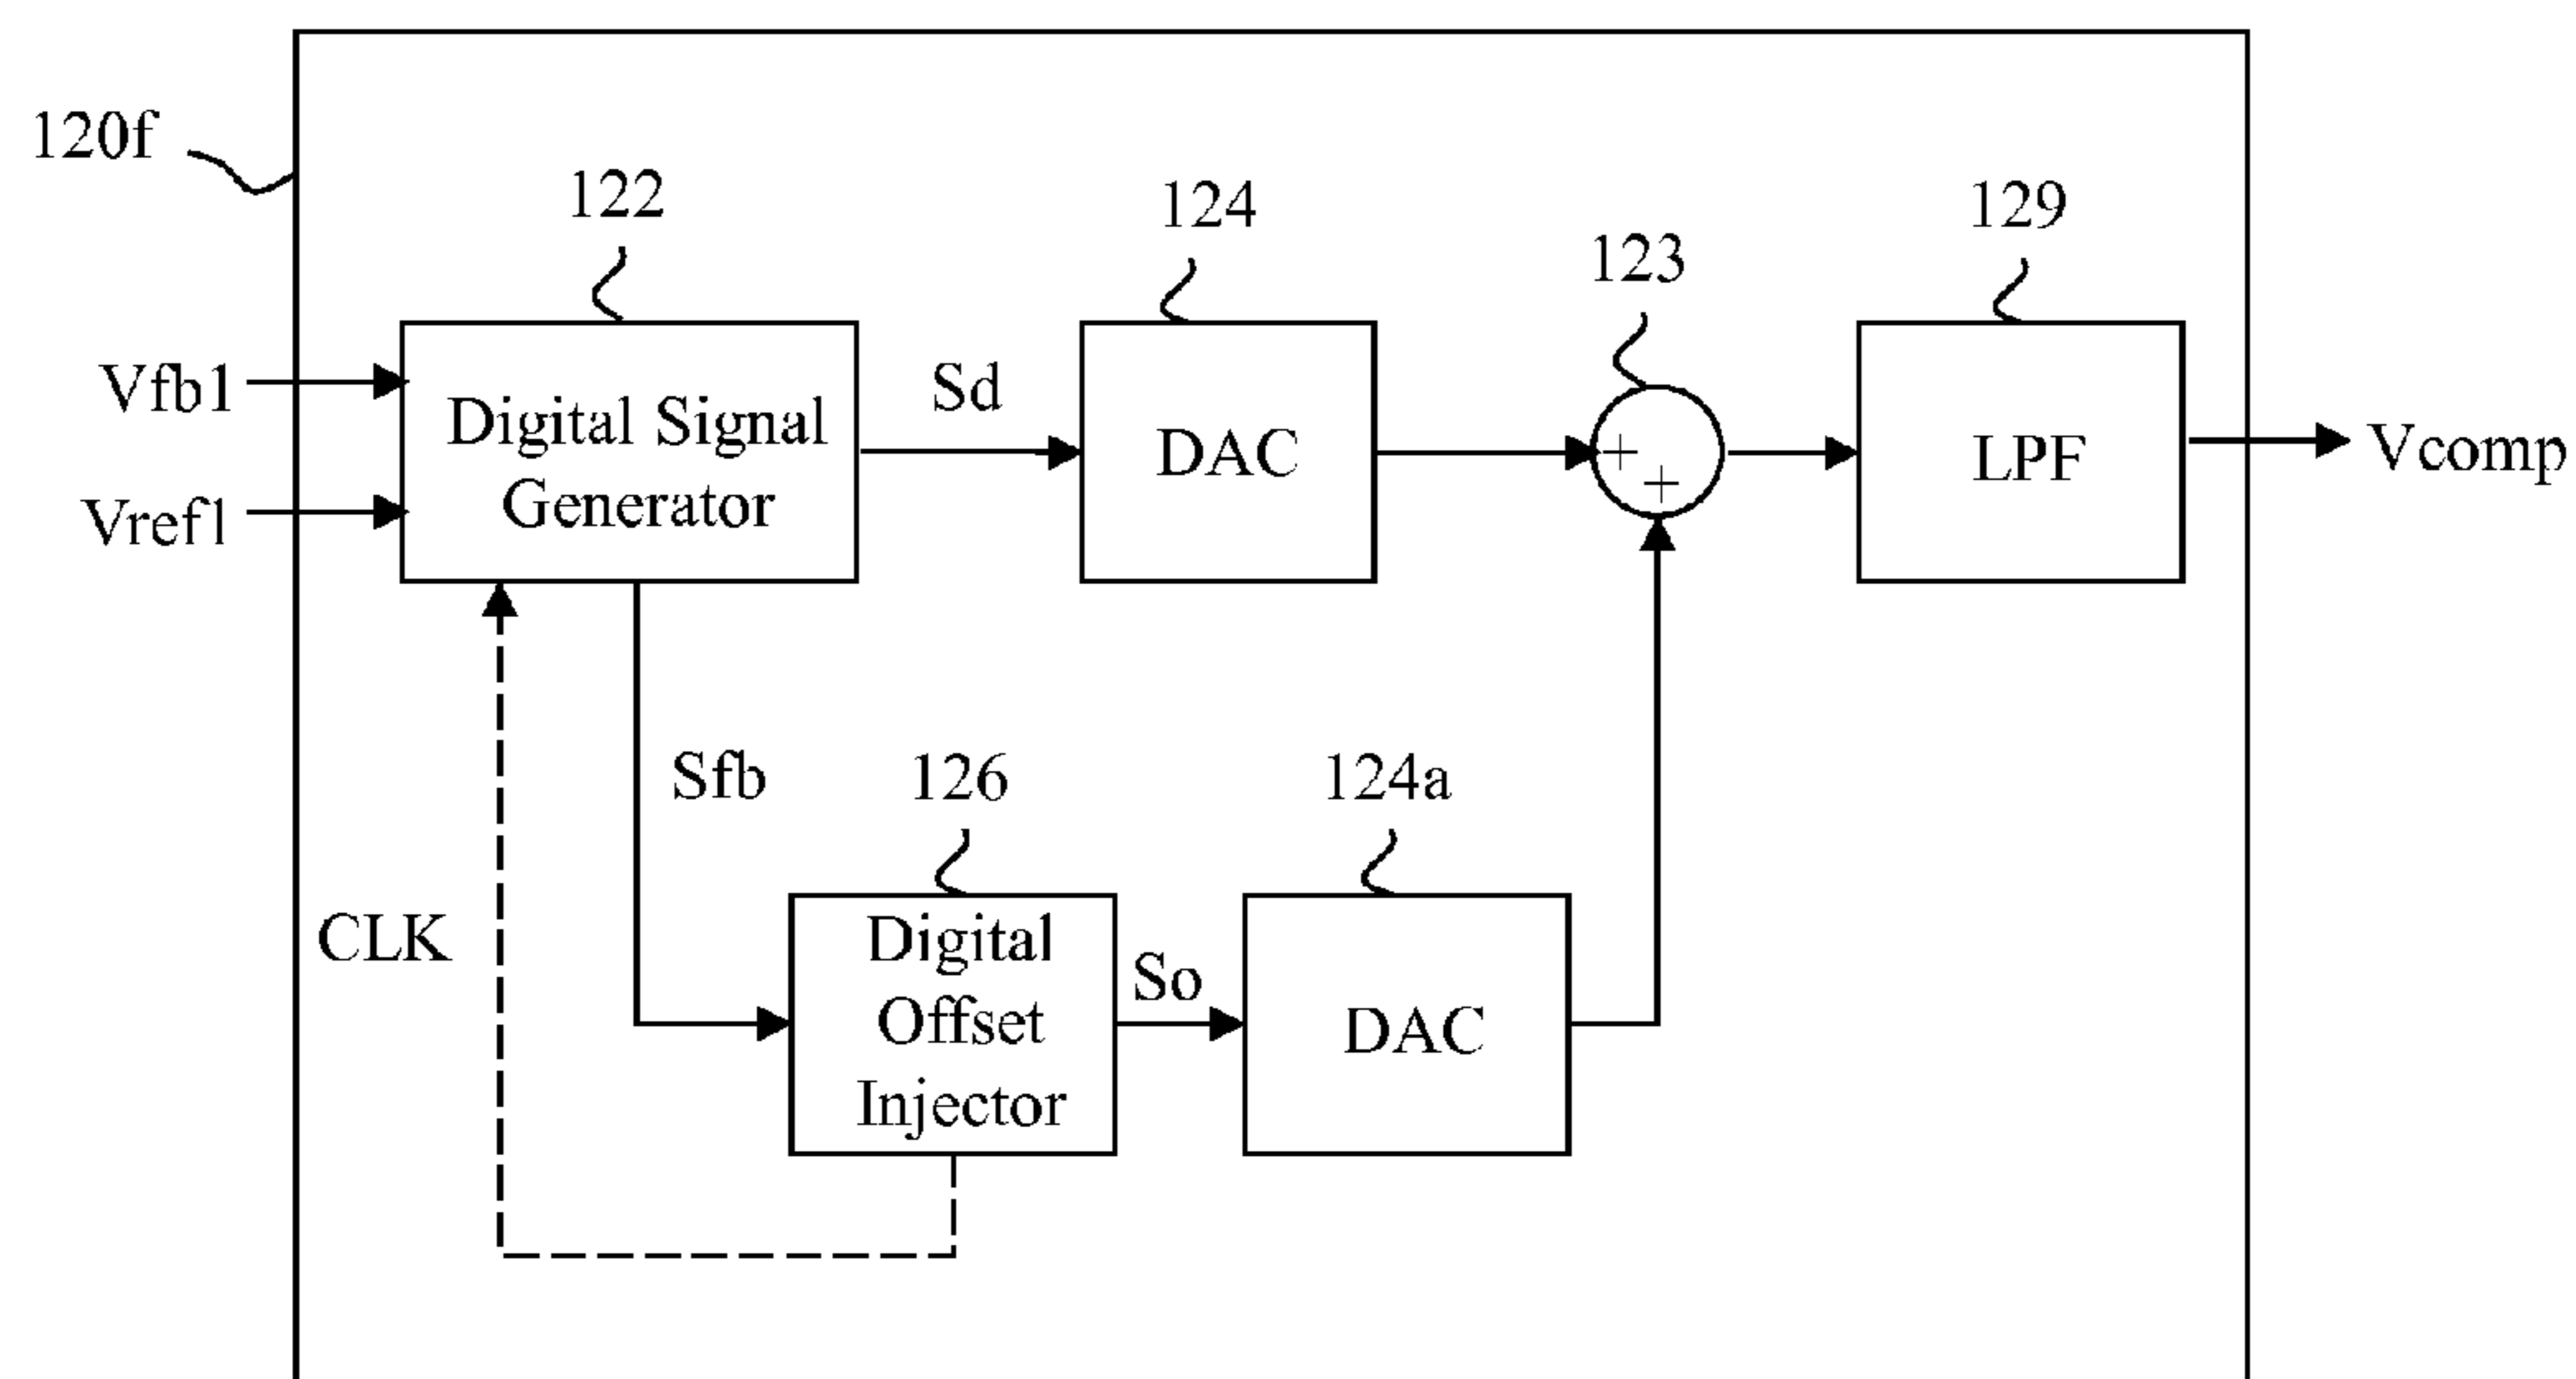 120f
122
124
123
129
Vfb1
Vref1
Digital Signal
Generator
Sd
DAC
+
+
LPF
Vcomp
Sfb
126
124a
CLK
Digital
Offset
Injector
So
DAC